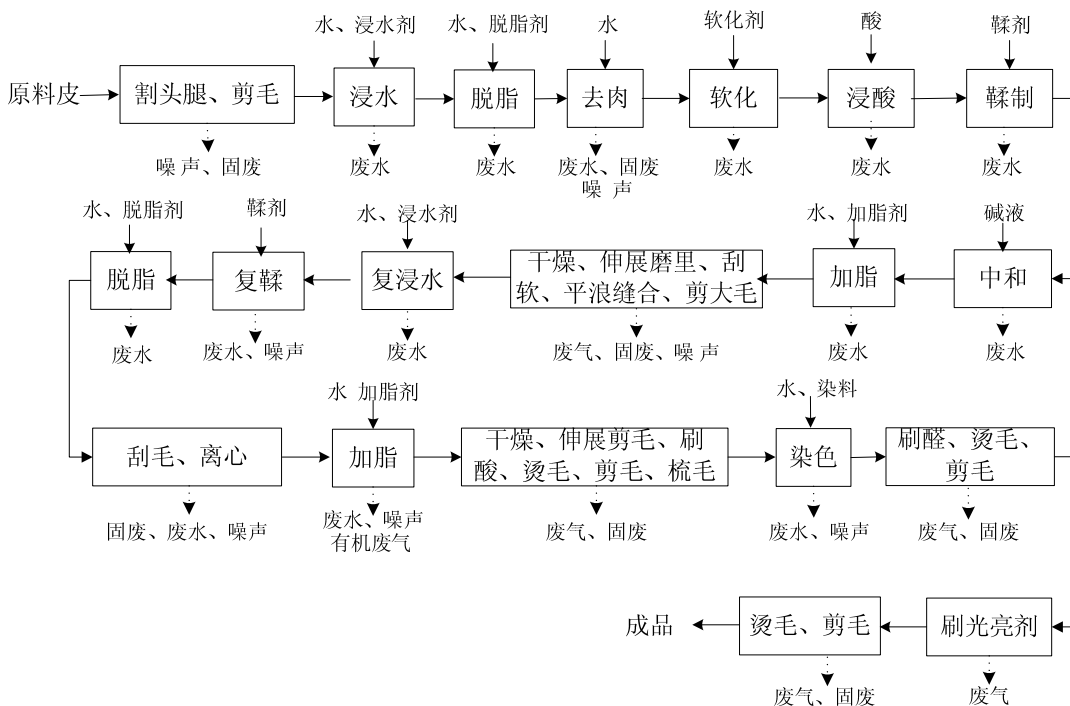 水、浸水剂
水、脱脂剂
水
软化剂
酸
鞣剂
原料皮
割头腿、剪毛
浸水
脱脂
去肉
软化
浸酸
鞣制
噪 声、固废
废水
废水
废水、固废
噪 声
废水
废水
废水
水、脱脂剂
鞣剂
水、浸水剂
水、加脂剂
碱液
脱脂
复鞣
复浸水
干燥、伸展磨里、刮
软、平浪缝合、剪大毛
加脂
中和
废水
废水、噪声
废水
废气、固废、噪 声
废水
废水
水 加脂剂
水、染料
刮毛、离心
加脂
干燥、伸展剪毛、刷
酸、烫毛、剪毛、梳毛
染色
刷醛、烫毛、
剪毛
固废、废水、噪声
废水、噪声
有机废气
废气、固废
废水、噪声
废气、固废
成品
烫毛、剪毛
刷光亮剂
废气、固废
废气